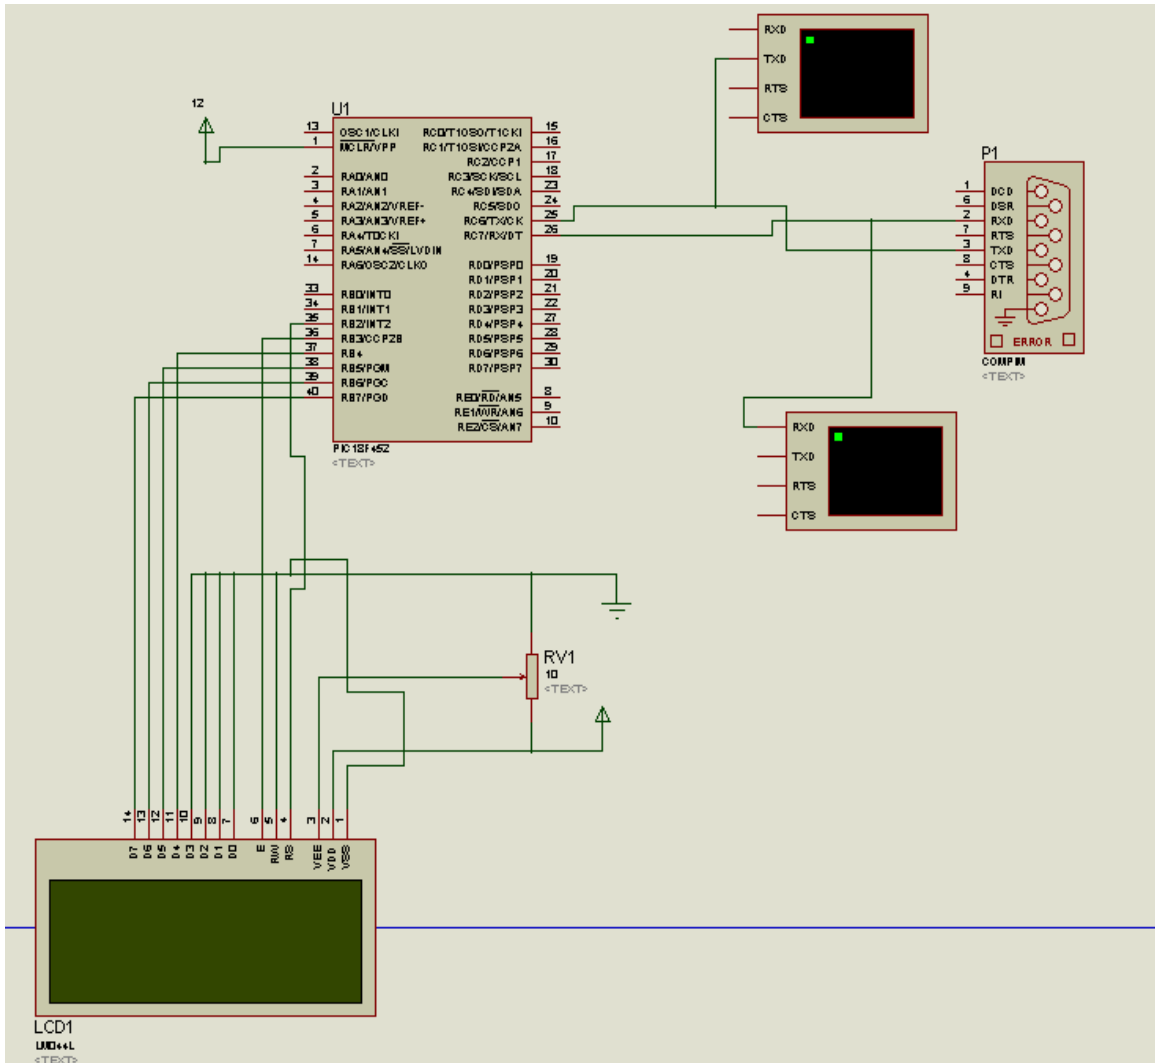 12
U1
13 OSC1/CLKI
1 MCLR/VPP
2 RA0/AN0
3 RA1/AN1
4 RA2/AN2/VREF-
5 RA3/AN3/VREF+
6 RA4/T0CKI
7 RA5/AN4/SS/LVDIN
14 RA6/OSC2/CLKO
33 RB0/INT0
34 RB1/INT1
35 RB2/INT2
36 RB3/CCP2B
37 RB4
38 RB5/PGM
39 RB6/PGC
40 RB7/PGD
RC0/T1OSO/T1CKI 15
RC1/T1OSI/CCP2A 16
RC2/CCP1 17
RC3/SCK/SCL 18
RC4/SDI/SDA 23
RC5/SDO 24
RC6/TX/CK 25
RC7/RX/DT 26
RD0/PSP0 19
RD1/PSP1 20
RD2/PSP2 21
RD3/PSP3 22
RD4/PSP4 27
RD5/PSP5 28
RD6/PSP6 29
RD7/PSP7 30
RE0/RD/AN5 8
RE1/WR/AN6 9
RE2/CS/AN7 10
PIC18F452
<TEXT>
RXD
TXD
RTS
CTS
P1
1 DCD
6 DSR
2 RXD
7 RTS
3 TXD
8 CTS
4 DTR
9 RI
ERROR
COMPIM
<TEXT>
RXD
TXD
RTS
CTS
RV1
10
<TEXT>
14 13 12 11 10 9 8 7 6 5 4 3 2 1
D7 D6 D5 D4 D3 D2 D1 D0 E RW RS VEE VDD VSS
LCD1
LM044L
<TEXT>